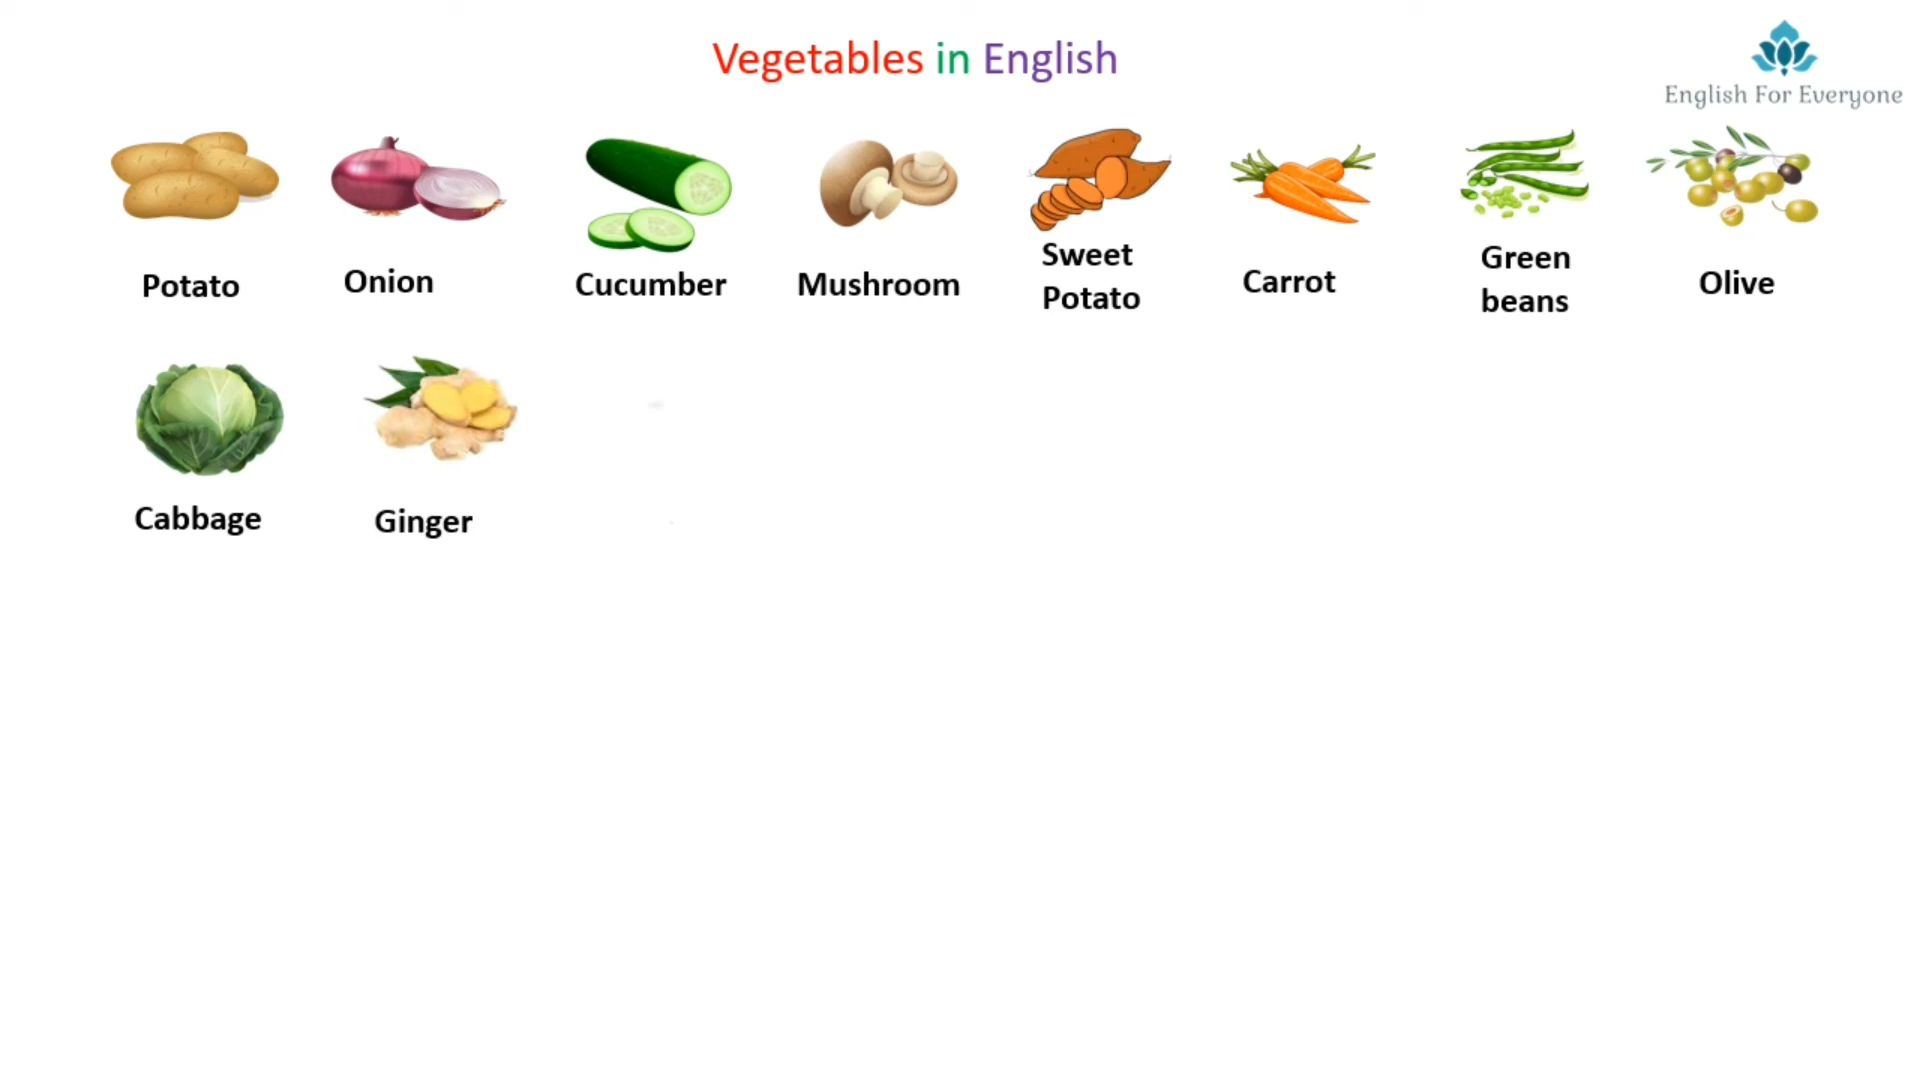 Vegetables in English
English For Everyone
Potato
Onion
Cucumber
Mushroom
Sweet
Potato
Carrot
Green
beans
Olive
Cabbage
Ginger